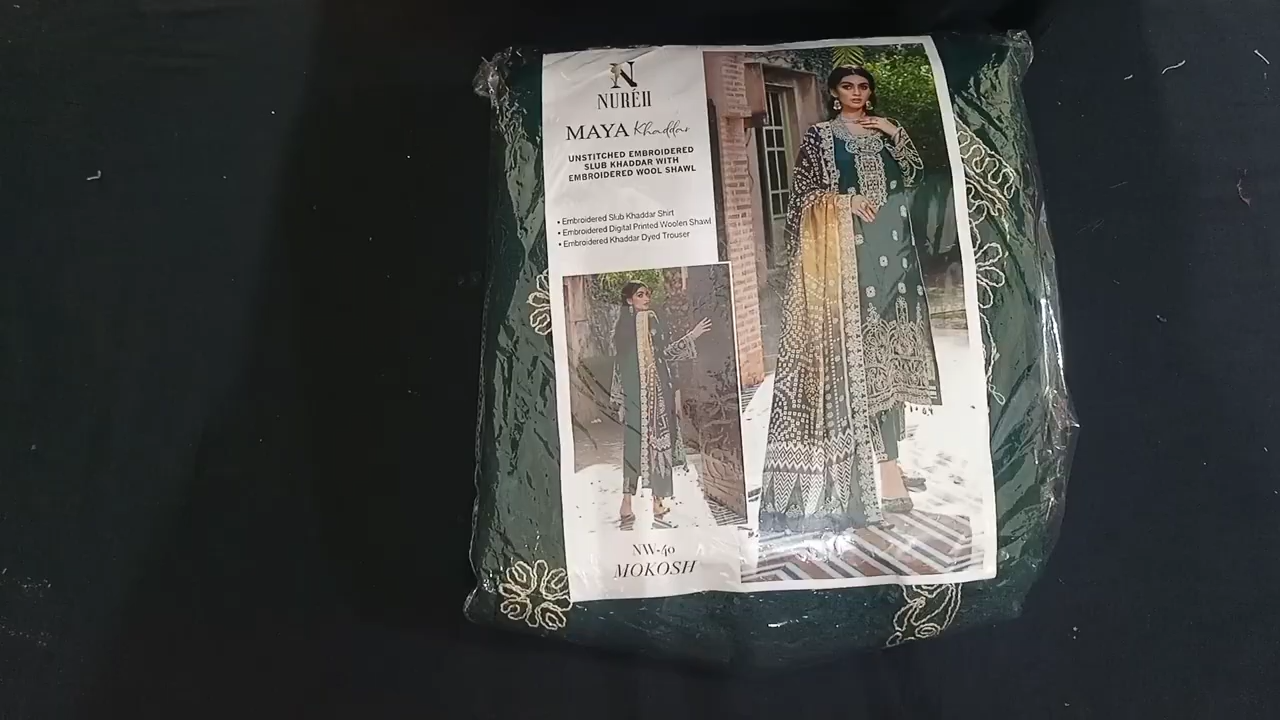 N
NURÊH
MAYA Khaddar
UNSTITCHED EMBROIDERED
SLUB KHADDAR WITH
EMBROIDERED WOOL SHAWL
• Embroidered Slub Khaddar Shirt
• Embroidered Digital Printed Woolen Shawl
• Embroidered Khaddar Dyed Trouser
NW-40
MOKOSH